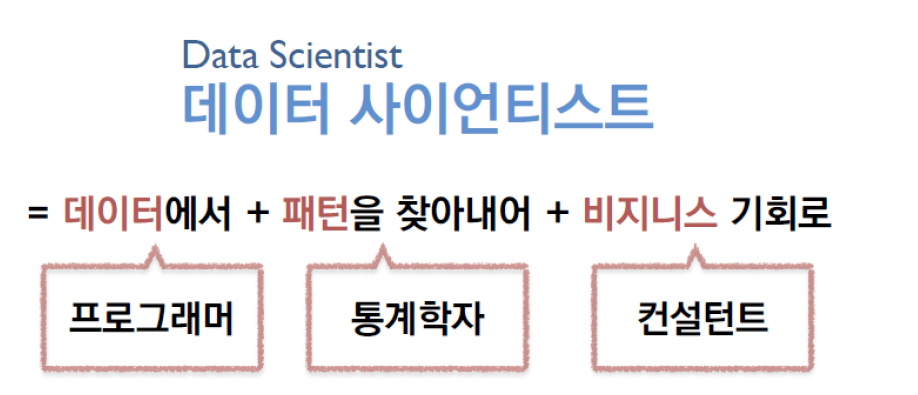 Data Scientist
데이터 사이언티스트
= 데이터에서 + 패턴을 찾아내어 + 비지니스 기회로
프로그래머
통계학자
컨설턴트